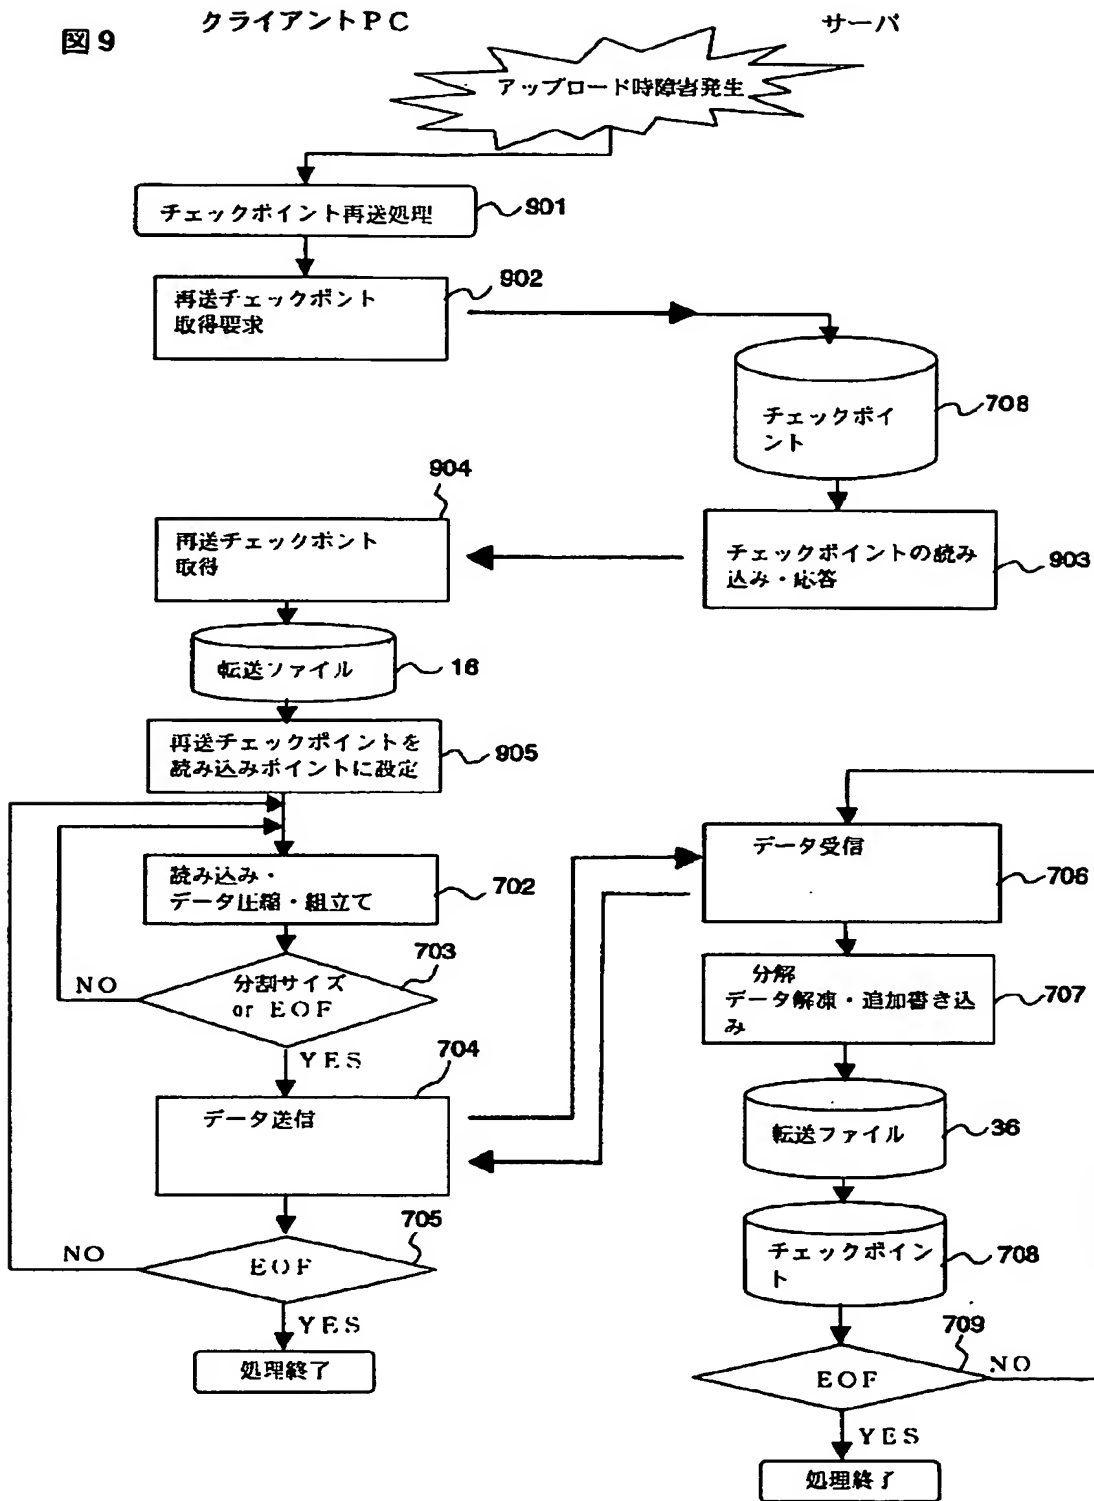 図9
クライアントPC
サーバ
アップロード時障害発生
チェックポイント再送処理
901
再送チェックポント
取得要求
902
チェックポイ
ント
708
904
再送チェックポント
取得
チェックポイントの読み
込み・応答
903
転送ファイル
16
再送チェックポイントを
読み込みポイントに設定
905
読み込み・
データ圧縮・組立て
702
データ受信
706
703
分割サイズ
or EOF
NO
YES
分解
データ解凍・追加書き込
み
707
704
データ送信
転送ファイル
36
705
EOF
NO
YES
チェックポイン
ト
708
処理終了
709
EOF
NO
YES
処理終了